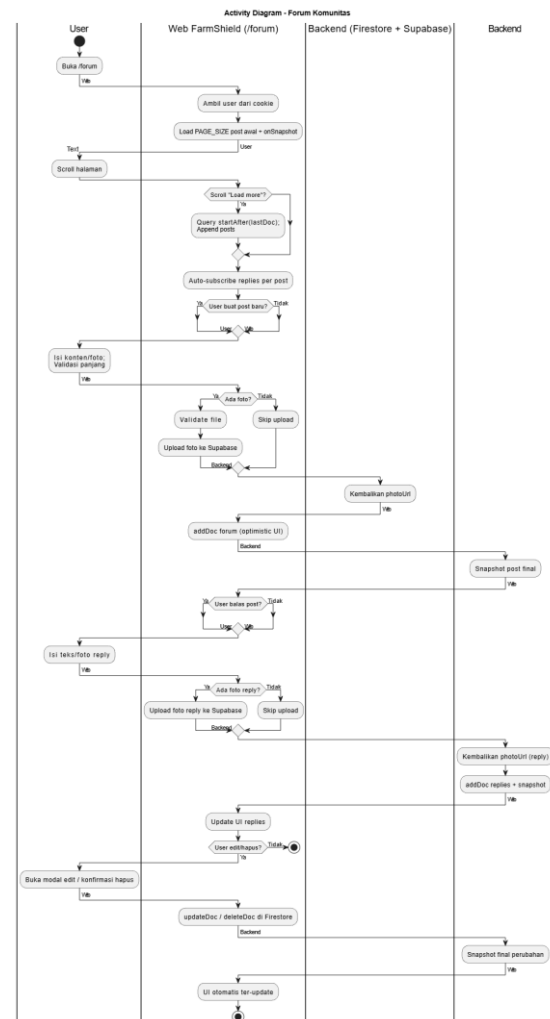 Activity Diagram - Forum Komunitas
User
Web FarmShield (/forum)
Backend (Firestore + Supabase)
Backend
Buka /forum
Web
Ambil user dari cookie
Load PAGE_SIZE post awal + onSnapshot
User
Text
Scroll halaman
Scroll "Load more"?
Ya
Query startAfter(lastDoc);
Append posts
Auto-subscribe replies per post
Ya
User buat post baru?
Tidak
User
Web
Isi konten/foto;
Validasi panjang
Web
Ya
Ada foto?
Tidak
Validate file
Skip upload
Upload foto ke Supabase
Backend
Kembalikan photoUrl
Web
addDoc forum (optimistic UI)
Backend
Snapshot post final
Web
Ya
User balas post?
Tidak
User
Web
Isi teks/foto reply
Web
Ya
Ada foto reply?
Tidak
Upload foto reply ke Supabase
Skip upload
Backend
Kembalikan photoUrl (reply)
addDoc replies + snapshot
Web
Update UI replies
User edit/hapus?
Tidak
Ya
Buka modal edit / konfirmasi hapus
Web
updateDoc / deleteDoc di Firestore
Backend
Snapshot final perubahan
Web
UI otomatis ter-update